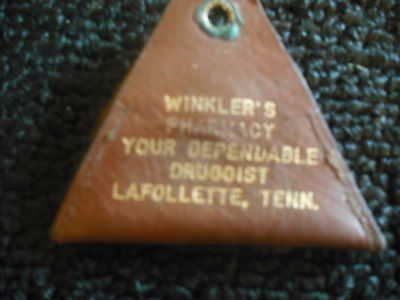 WINKLER'S
PHARMACY
YOUR DEPENDABLE
DRUGGIST
LAFOLLETTE, TENN.